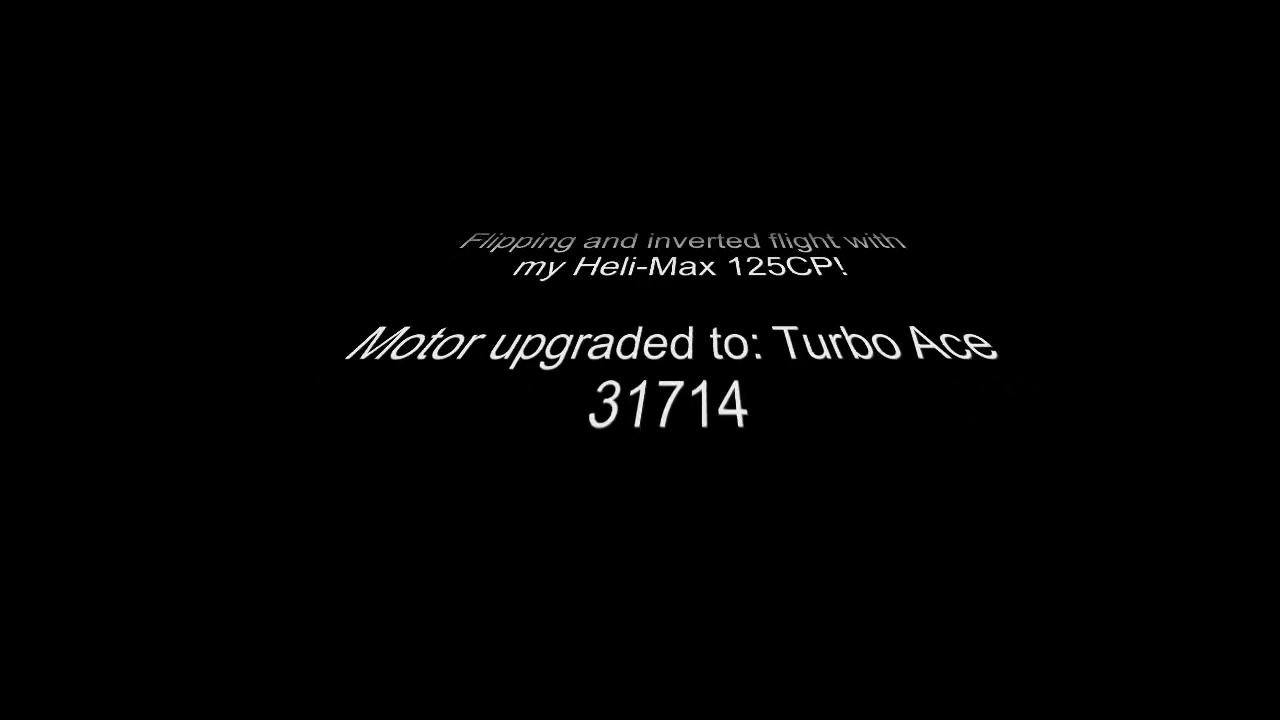 Flipping and inverted flight with
my Heli-Max 125CP!
Motor upgraded to: Turbo Ace
31714